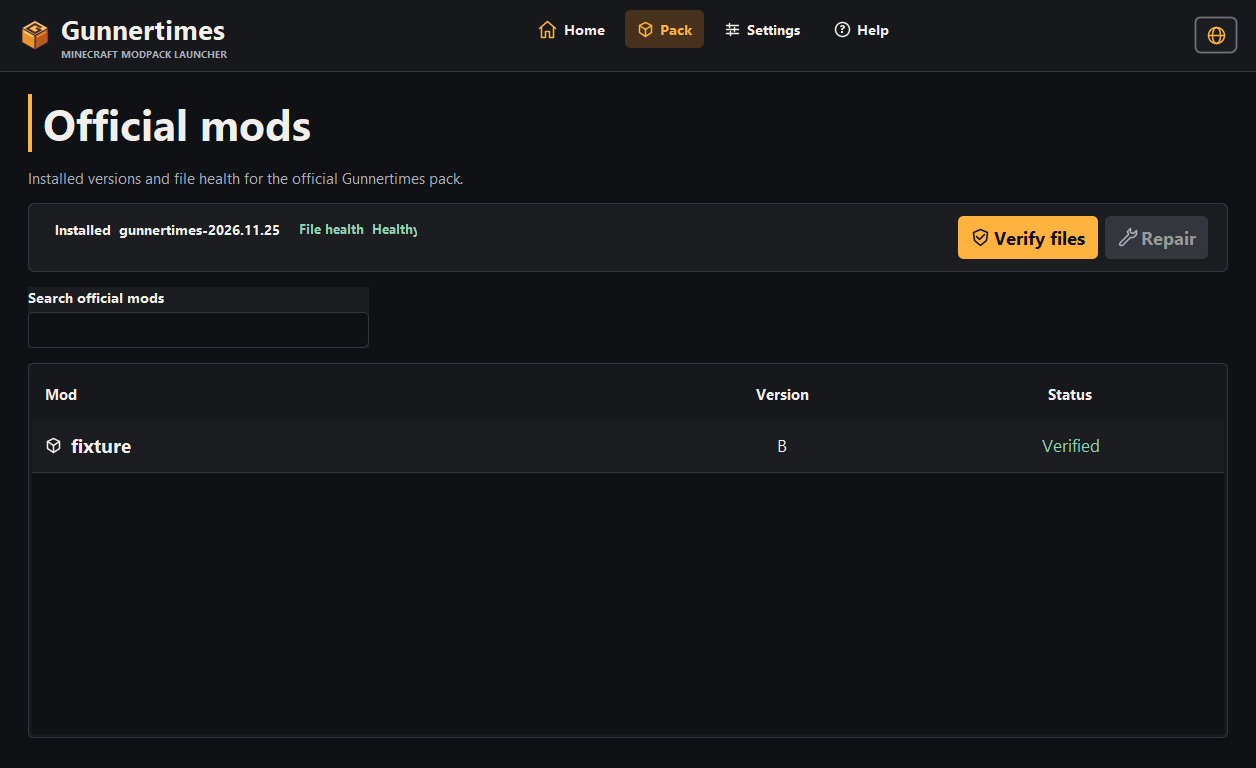 Gunnertimes
MINECRAFT MODPACK LAUNCHER
Home
Pack
Settings
Help
Official mods
Installed versions and file health for the official Gunnertimes pack.
Installed gunnertimes-2026.11.25 File health Healthy
Verify files
Repair
Search official mods
Mod Version Status
fixture B Verified